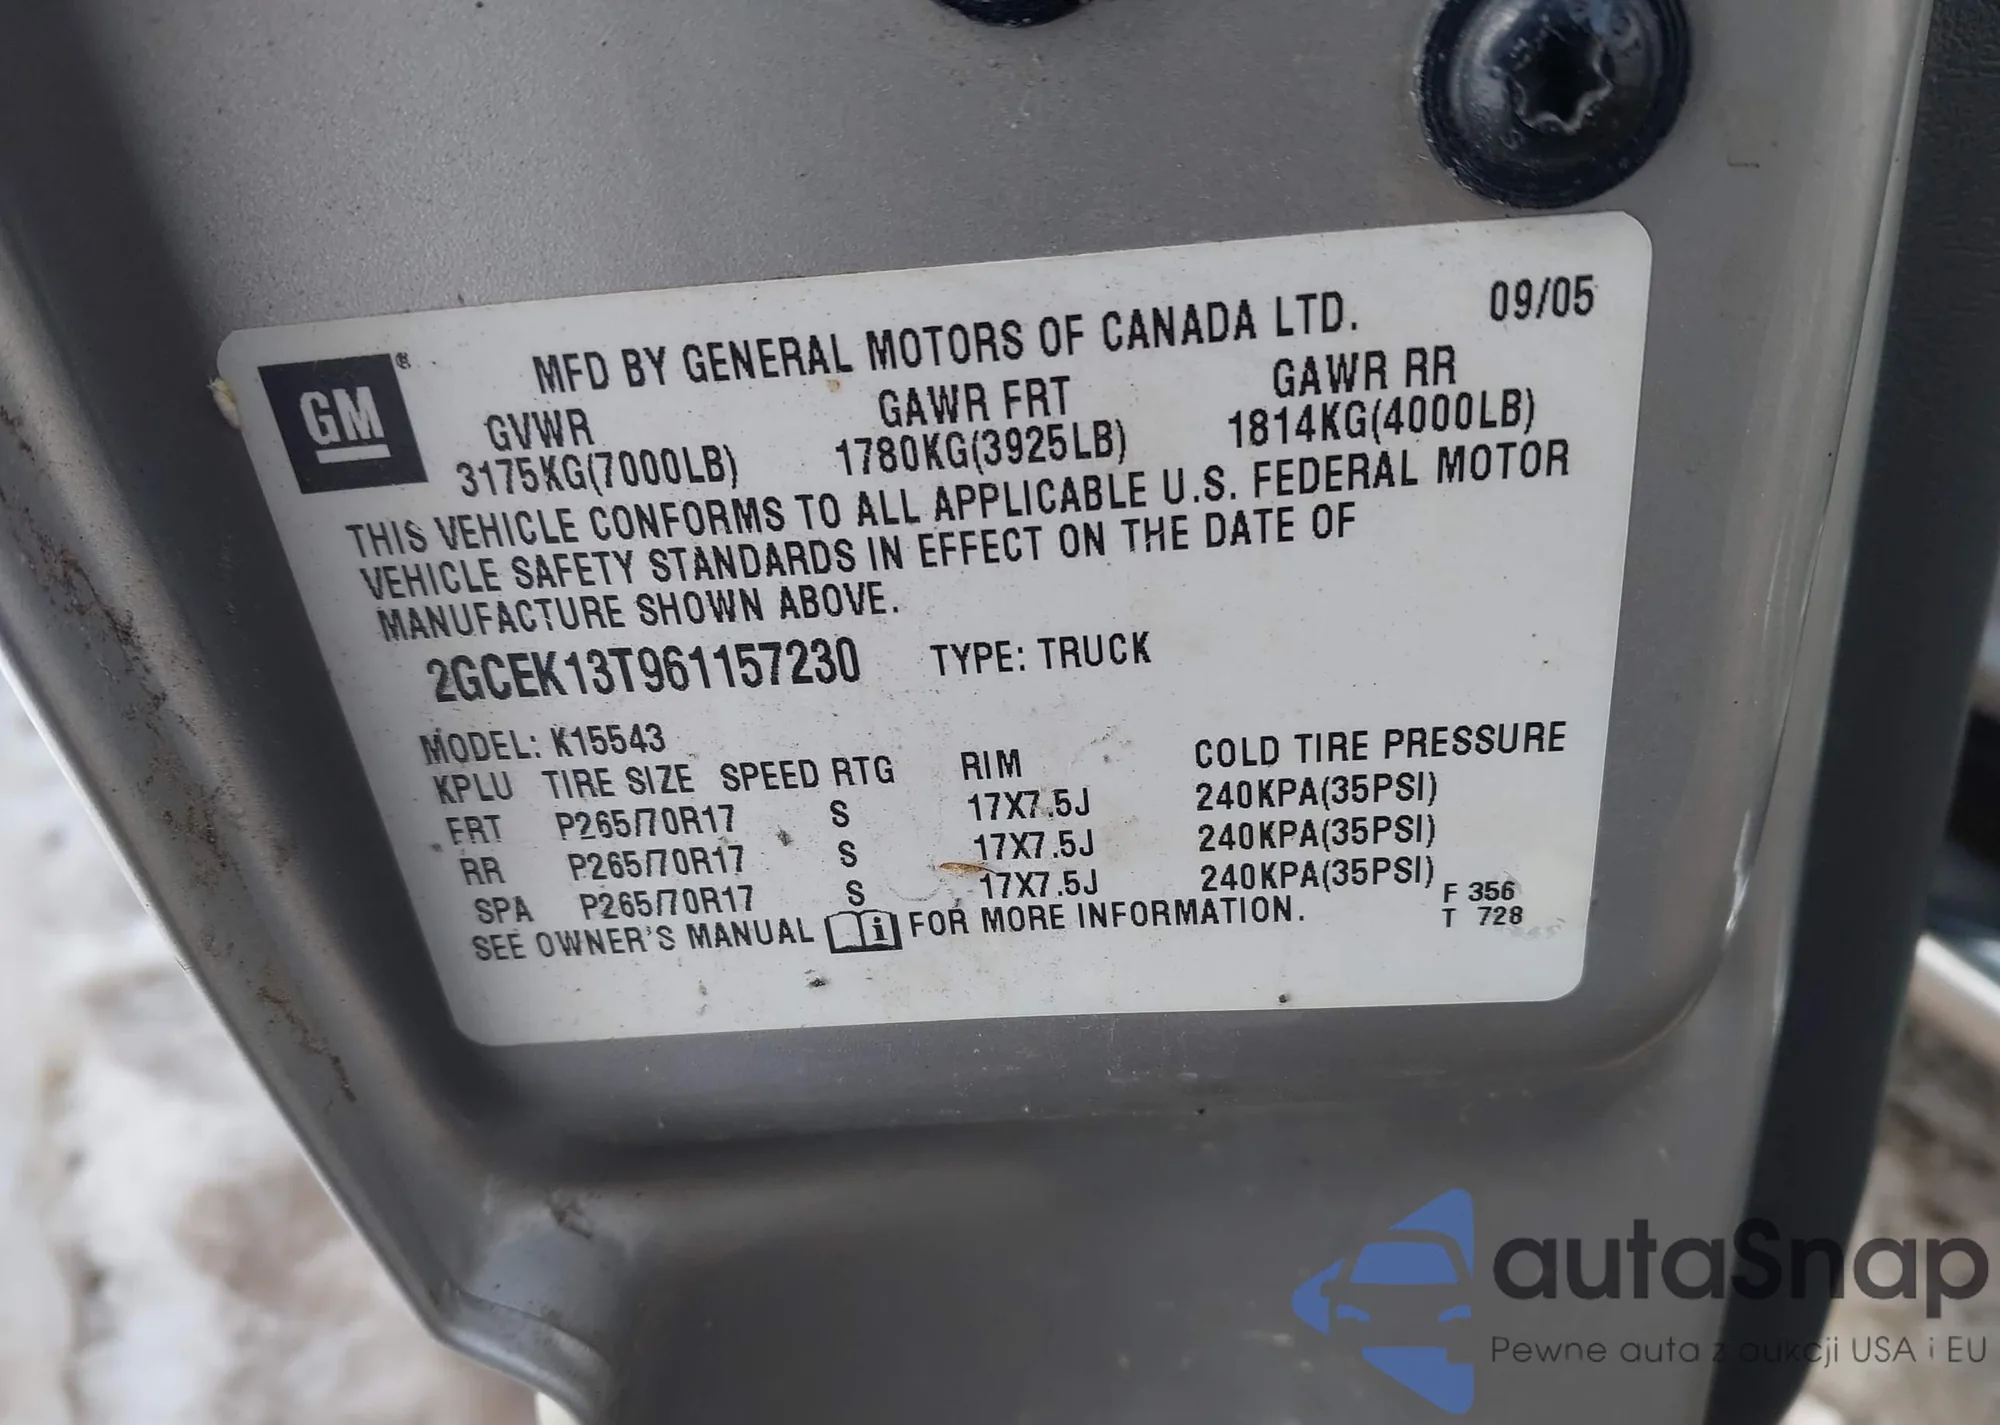 MFD BY GENERAL MOTORS OF CANADA LTD. 09/05
GM®
GVWR GAWR FRT GAWR RR
3175KG(7000LB) 1780KG(3925LB) 1814KG(4000LB)
THIS VEHICLE CONFORMS TO ALL APPLICABLE U.S. FEDERAL MOTOR
VEHICLE SAFETY STANDARDS IN EFFECT ON THE DATE OF
MANUFACTURE SHOWN ABOVE.
2GCEK13T961157230 TYPE: TRUCK
MODEL: K15543
KPLU TIRE SIZE SPEED RTG RIM COLD TIRE PRESSURE
FRT P265/70R17 S 17X7.5J 240KPA(35PSI)
RR P265/70R17 S 17X7.5J 240KPA(35PSI)
SPA P265/70R17 S 17X7.5J 240KPA(35PSI)
SEE OWNER'S MANUAL i FOR MORE INFORMATION.
F 356
T 728
autaSnap
Pewne auta z aukcji USA i EU